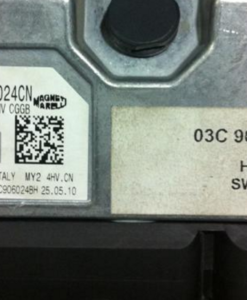 024CN
MAGNETI
MARELLI
V CGGB
TALY MY2 4HV.CN
C906024BH 25.05.10
03C 90
H
SW